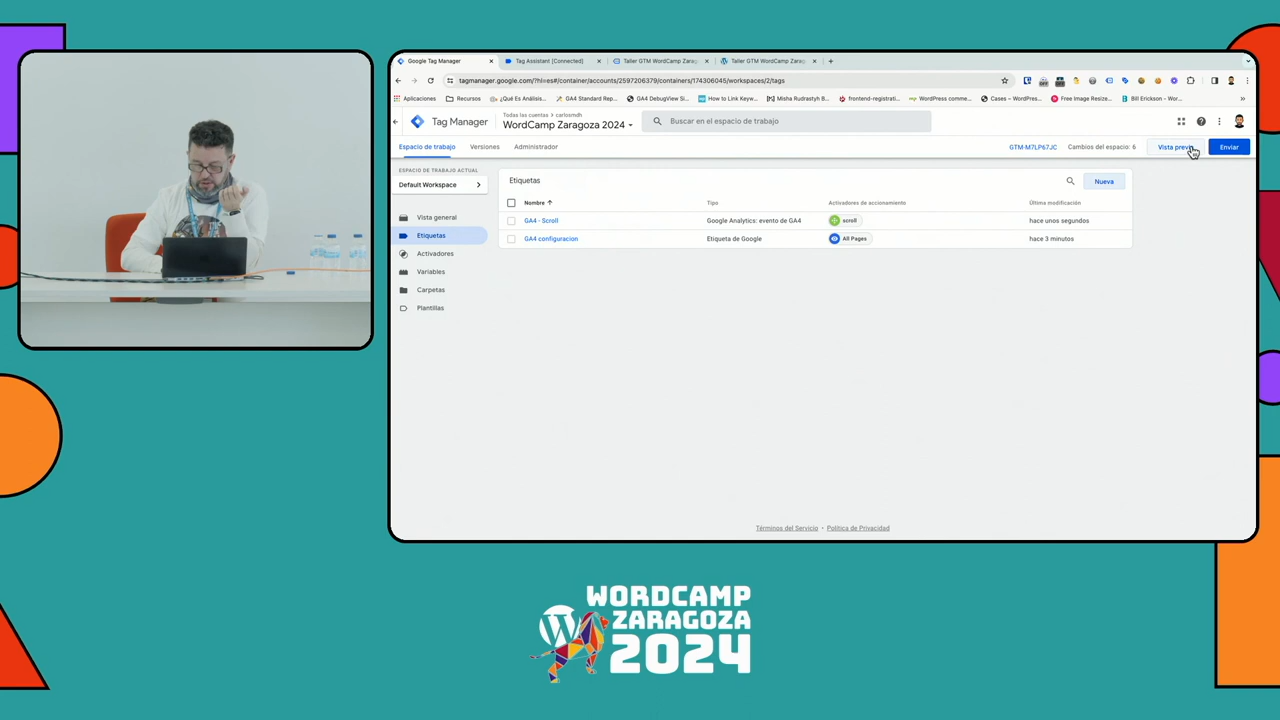 Google Tag Manager
Tag Assistant [Connected]
Taller GTM WordCamp Zarag
Taller GTM WordCamp Zarag
tagmanager.google.com/?hl=es#/container/accounts/2597206379/containers/174306045/workspaces/2/tags
Aplicaciones
Recursos
¿Qué Es Análisis...
GA4 Standard Rep...
GA4 DebugView Si...
How to Link Keyw...
Misha Rudrastyh B...
frontend-registrati...
WordPress comme...
Cases – WordPress...
Free Image Resize...
Bill Erickson - Wor...
Tag Manager
Todas las cuentas > carlosmdh
WordCamp Zaragoza 2024
Buscar en el espacio de trabajo
Espacio de trabajo
Versiones
Administrador
GTM-M7LP67JC
Cambios del espacio: 6
Vista previa
Enviar
ESPACIO DE TRABAJO ACTUAL
Default Workspace
Vista general
Etiquetas
Activadores
Variables
Carpetas
Plantillas
Etiquetas
Nueva
Nombre
Tipo
Activadores de accionamiento
Última modificación
GA4 - Scroll
Google Analytics: evento de GA4
scroll
hace unos segundos
GA4 configuracion
Etiqueta de Google
All Pages
hace 3 minutos
Términos del Servicio • Política de Privacidad
WORDCAMP
ZARAGOZA
2024